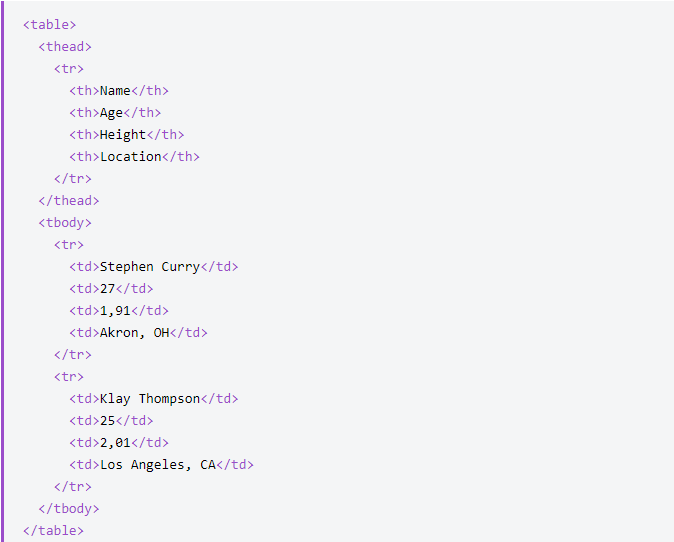 <table>
  <thead>
    <tr>
      <th>Name</th>
      <th>Age</th>
      <th>Height</th>
      <th>Location</th>
    </tr>
  </thead>
  <tbody>
    <tr>
      <td>Stephen Curry</td>
      <td>27</td>
      <td>1,91</td>
      <td>Akron, OH</td>
    </tr>
    <tr>
      <td>Klay Thompson</td>
      <td>25</td>
      <td>2,01</td>
      <td>Los Angeles, CA</td>
    </tr>
  </tbody>
</table>